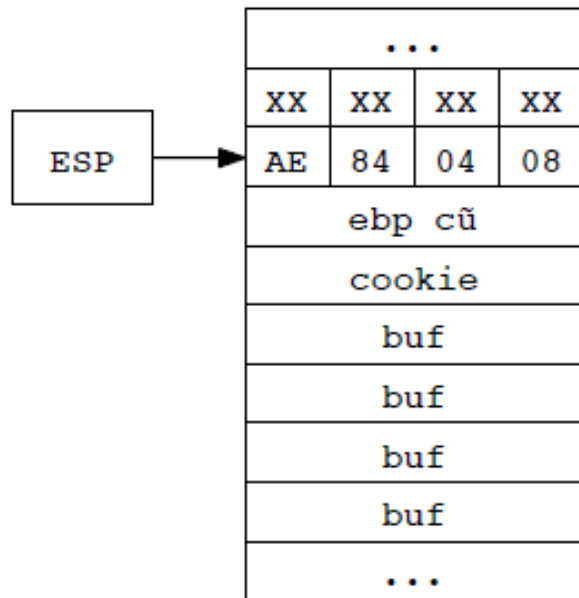 ...
XX XX XX XX
ESP AE 84 04 08
ebp cũ
cookie
buf
buf
buf
buf
...